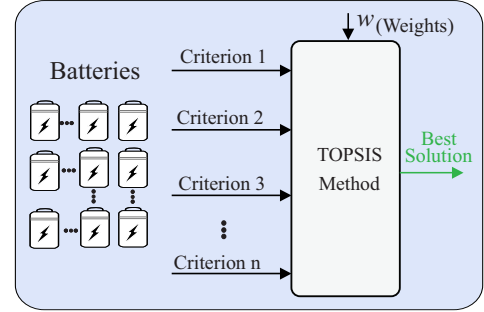 w(Weights)
Batteries
Criterion 1
Criterion 2
Criterion 3
Criterion n
TOPSIS
Method
Best
Solution